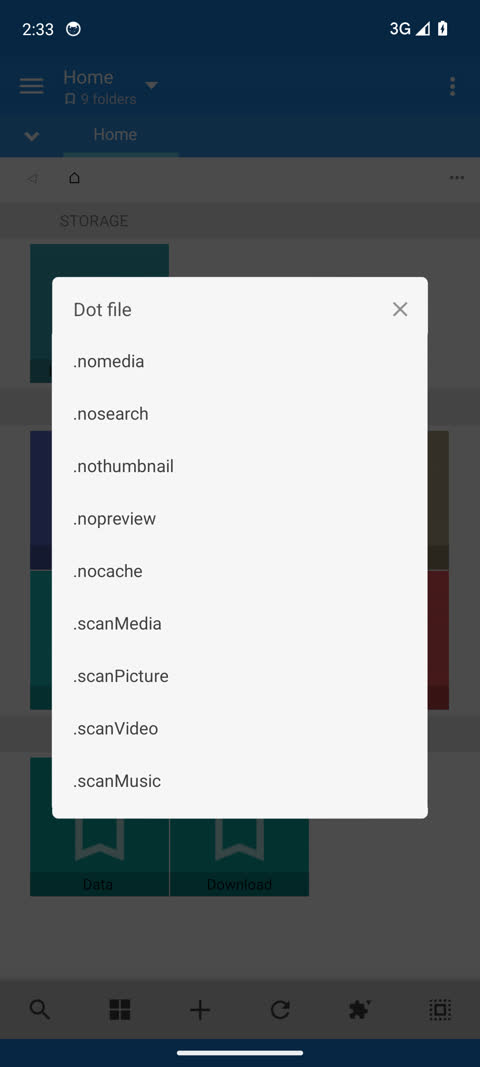 2:33
3G
Home
9 folders
Home
STORAGE
Dot file
.nomedia
.nosearch
.nothumbnail
.nopreview
.nocache
.scanMedia
.scanPicture
.scanVideo
.scanMusic
Data
Download